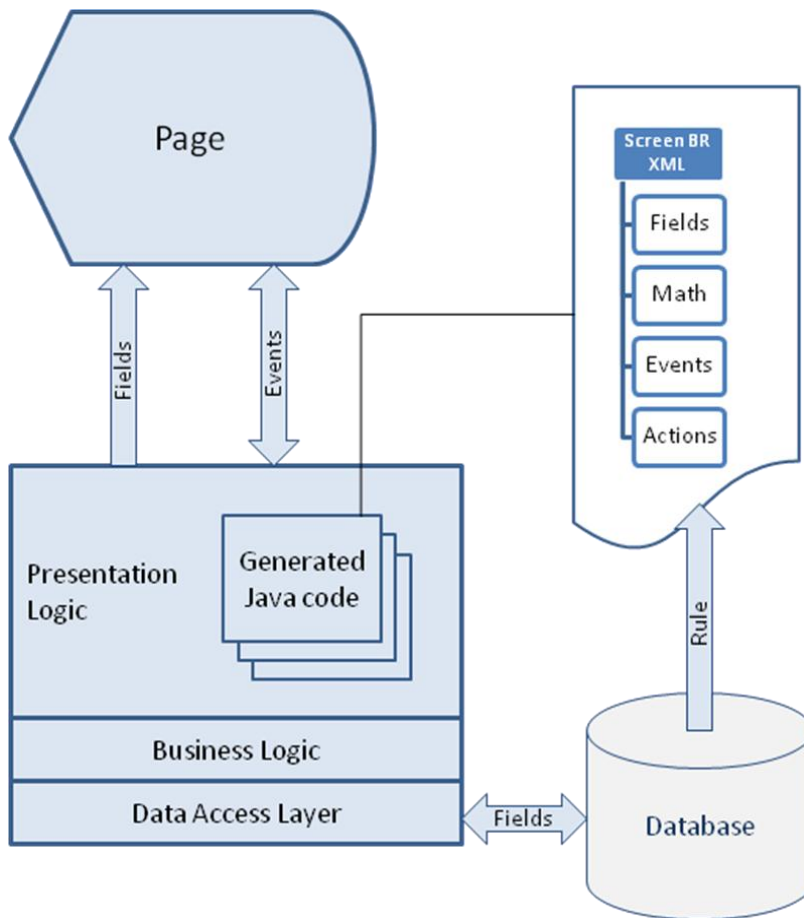 Page
Screen BR
XML
Fields
Math
Events
Actions
Fields
Events
Presentation
Logic
Generated
Java code
Rule
Business Logic
Data Access Layer
Fields
Database